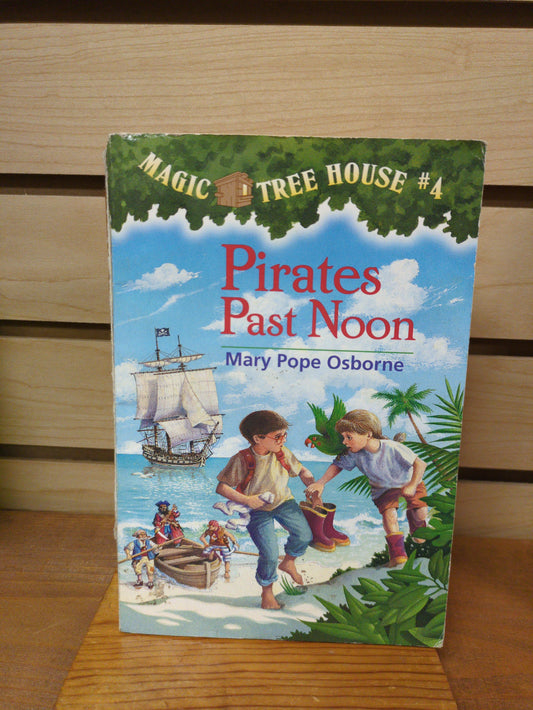 MAGIC TREE HOUSE #4
Pirates
Past Noon
Mary Pope Osborne